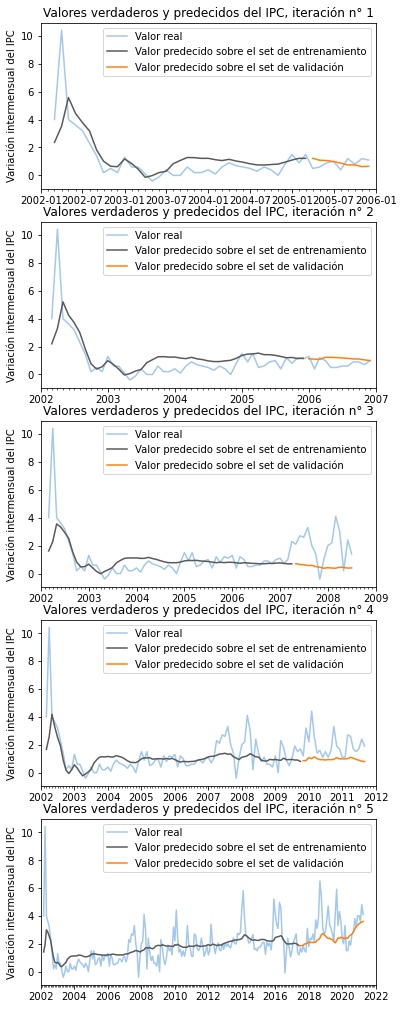 Valores verdaderos y predecidos del IPC, iteración n° 1
Variación intermensual del IPC
10
8
6
4
2
0
Valor real
Valor predecido sobre el set de entrenamiento
Valor predecido sobre el set de validación
2002-01 2002-07 2003-01 2003-07 2004-01 2004-07 2005-01 2005-07 2006-01
Valores verdaderos y predecidos del IPC, iteración n° 2
Variación intermensual del IPC
10
8
6
4
2
0
Valor real
Valor predecido sobre el set de entrenamiento
Valor predecido sobre el set de validación
2002 2003 2004 2005 2006 2007
Valores verdaderos y predecidos del IPC, iteración n° 3
Variación intermensual del IPC
10
8
6
4
2
0
Valor real
Valor predecido sobre el set de entrenamiento
Valor predecido sobre el set de validación
2002 2003 2004 2005 2006 2007 2008 2009
Valores verdaderos y predecidos del IPC, iteración n° 4
Variación intermensual del IPC
10
8
6
4
2
0
Valor real
Valor predecido sobre el set de entrenamiento
Valor predecido sobre el set de validación
2002 2003 2004 2005 2006 2007 2008 2009 2010 2011 2012
Valores verdaderos y predecidos del IPC, iteración n° 5
Variación intermensual del IPC
10
8
6
4
2
0
Valor real
Valor predecido sobre el set de entrenamiento
Valor predecido sobre el set de validación
2002 2004 2006 2008 2010 2012 2014 2016 2018 2020 2022